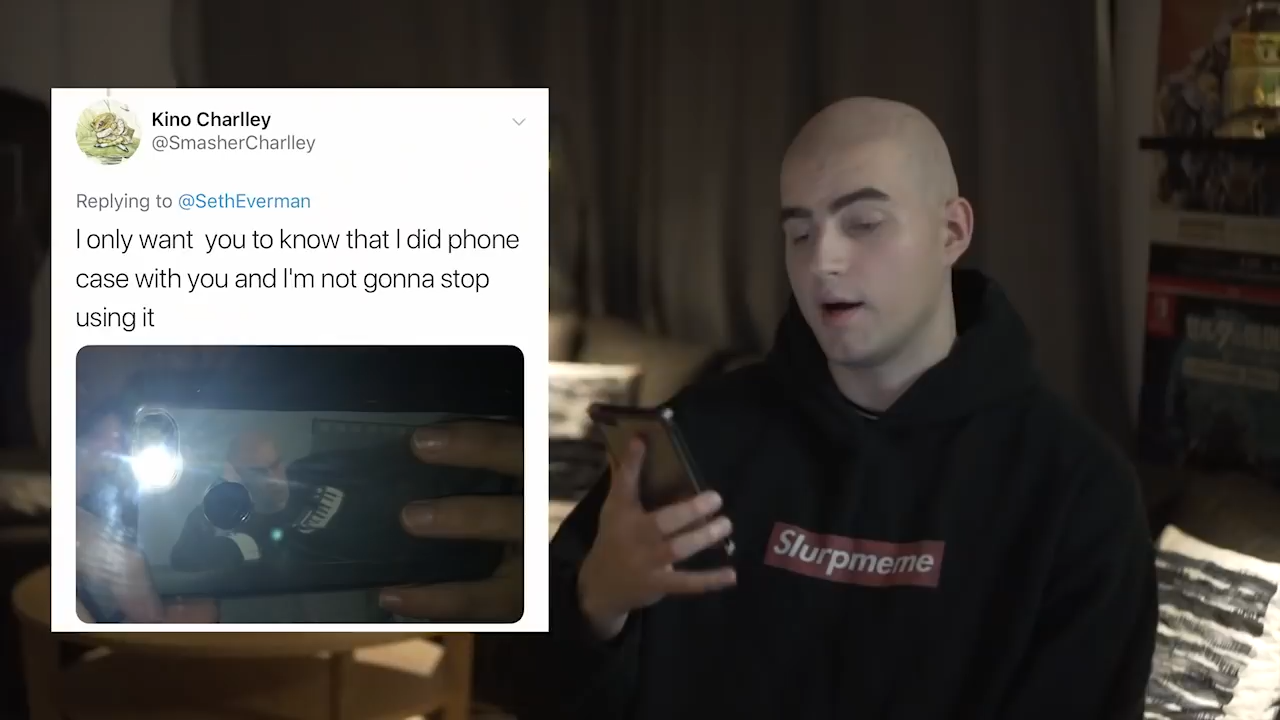 Kino Charlley
@SmasherCharlley
Replying to @SethEverman
I only want  you to know that I did phone
case with you and I'm not gonna stop
using it
Slurpmeme